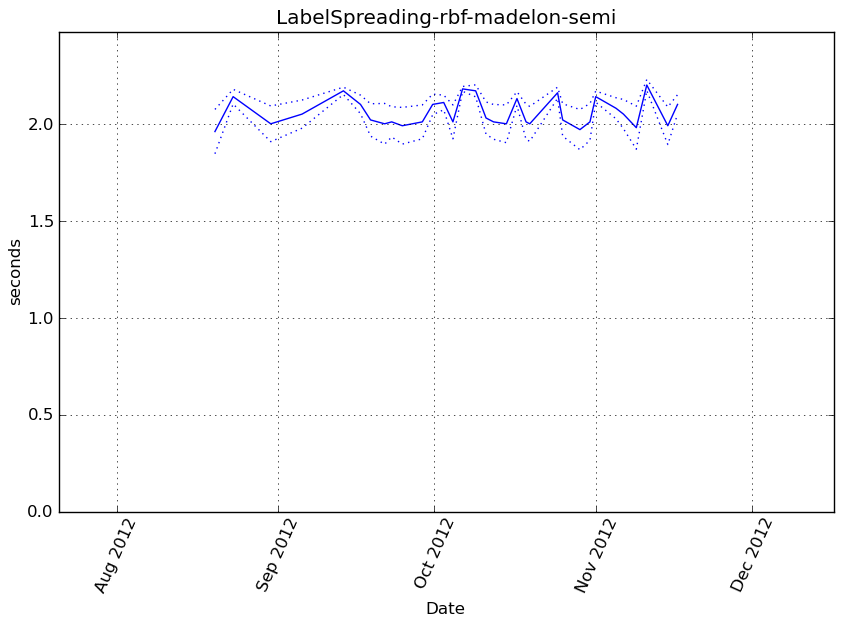 LabelSpreading-rbf-madelon-semi
2.0
1.5
1.0
0.5
0.0
seconds
Aug 2012
Sep 2012
Oct 2012
Nov 2012
Dec 2012
Date